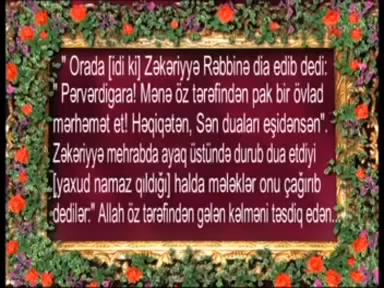 " Orada [idi ki] Zəkəriyyə Rəbbinə dia edib dedi:
" Pərvərdigara! Mənə öz tərəfindən pak bir övlad
mərhəmət et! Həqiqətən, Sən duaları eşidənsən".
Zəkəriyyə mehrabda ayaq üstündə durub dua etdiyi
[yaxud namaz qıldığı] halda mələklər onu çağırıb
dedilər:" Allah öz tərəfindən gələn kəlməni təsdiq edən...